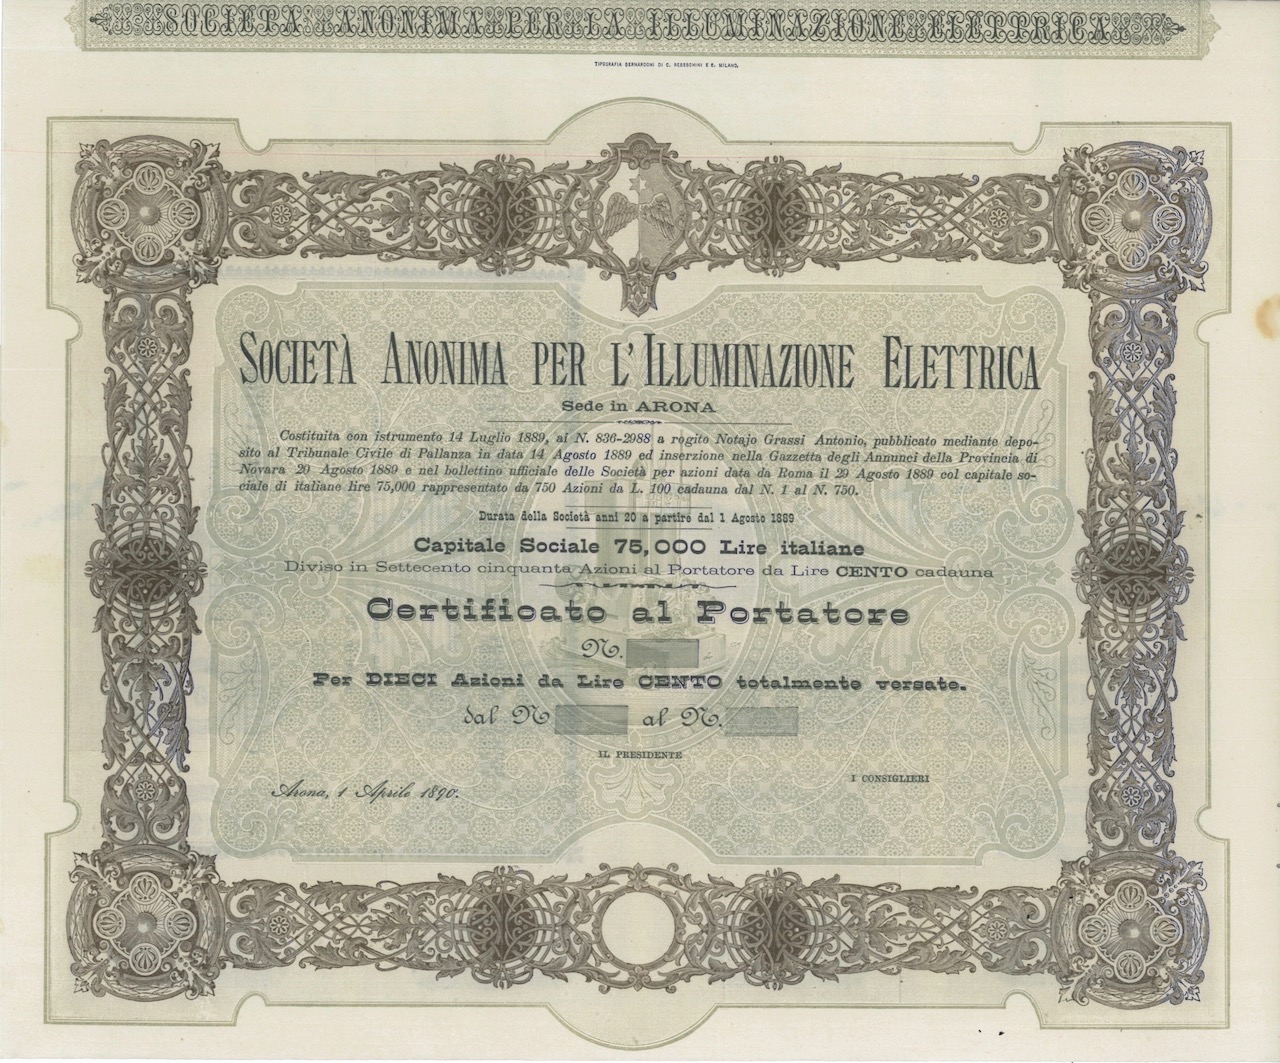 SOCIETA ANONIMA PER LA ILLUMINAZIONE ELETTRICA
TIPOGRAFIA BERNARDONI DI C. REBESCHINI E C. MILANO.
SOCIETÀ ANONIMA PER L'ILLUMINAZIONE ELETTRICA
Sede in ARONA
Costituita con istrumento 14 Luglio 1889, ai N. 836-2988 a rogito Notajo Grassi Antonio, pubblicato mediante depo-
sito al Tribunale Civile di Pallanza in data 14 Agosto 1889 ed inserzione nella Gazzetta degli Annunci della Provincia di
Novara 29 Agosto 1889 e nel bollettino ufficiale delle Società per azioni data da Roma il 29 Agosto 1889 col capitale so-
ciale di italiane lire 75,000 rappresentato da 750 Azioni da L. 100 cadauna dal N. 1 al N. 750.
Durata della Società anni 20 a partire dal 1 Agosto 1889
Capitale Sociale 75,000 Lire italiane
Diviso in Settecento cinquanta Azioni al Portatore da Lire CENTO cadauna
Certificato al Portatore
N.
Per DIECI Azioni da Lire CENTO totalmente versate.
dal N al N.
IL PRESIDENTE
I CONSIGLIERI
Arona, 1 Aprile 1890.